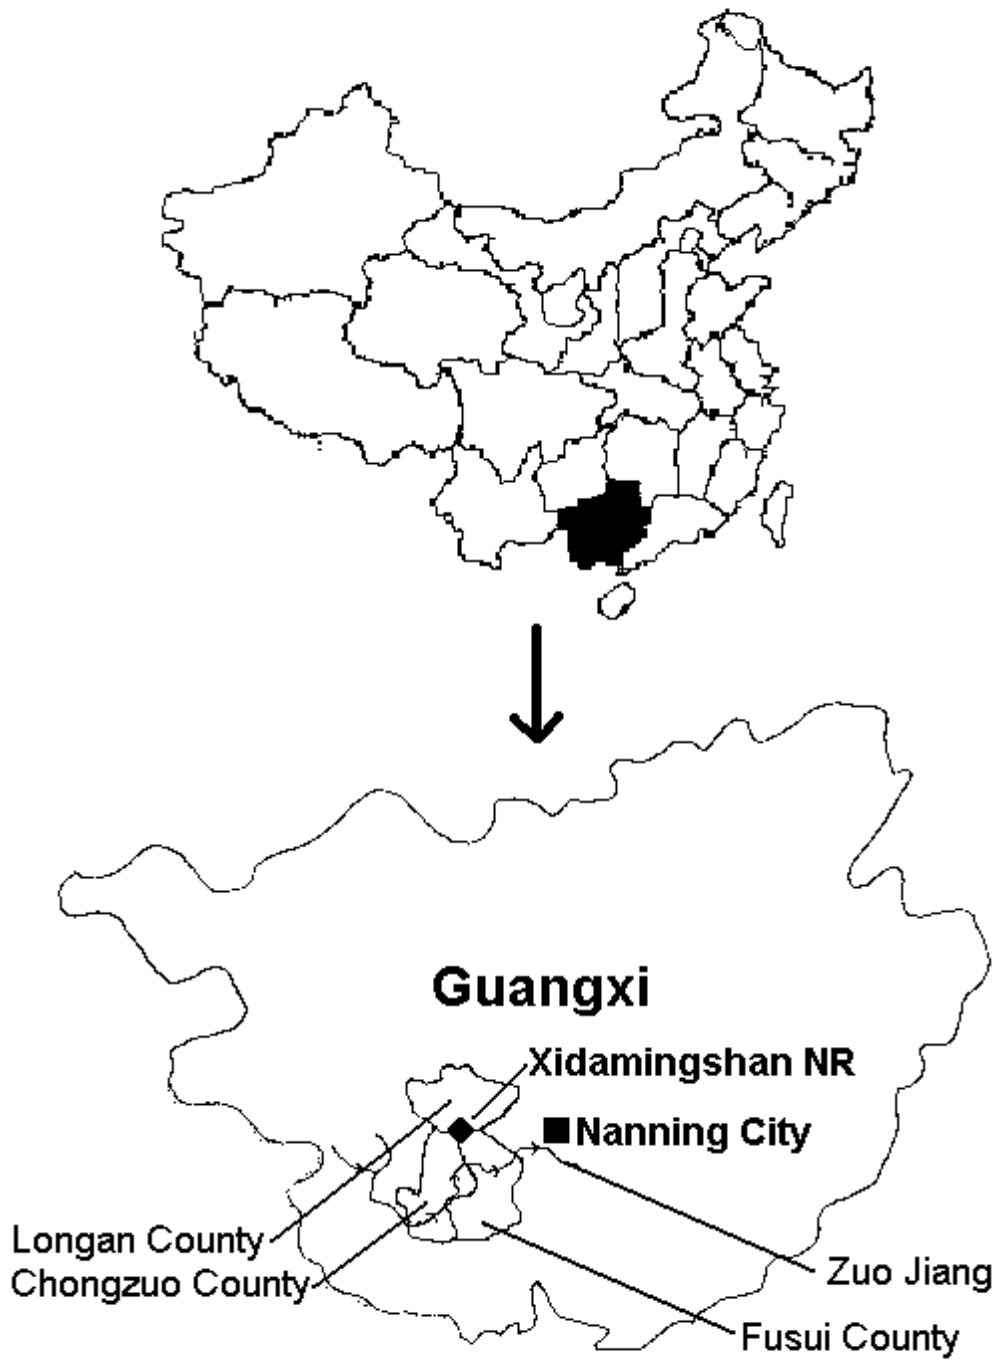 Guangxi
Xidamingshan NR
Nanning City
Longan County
Chongzuo County
Zuo Jiang
Fusui County